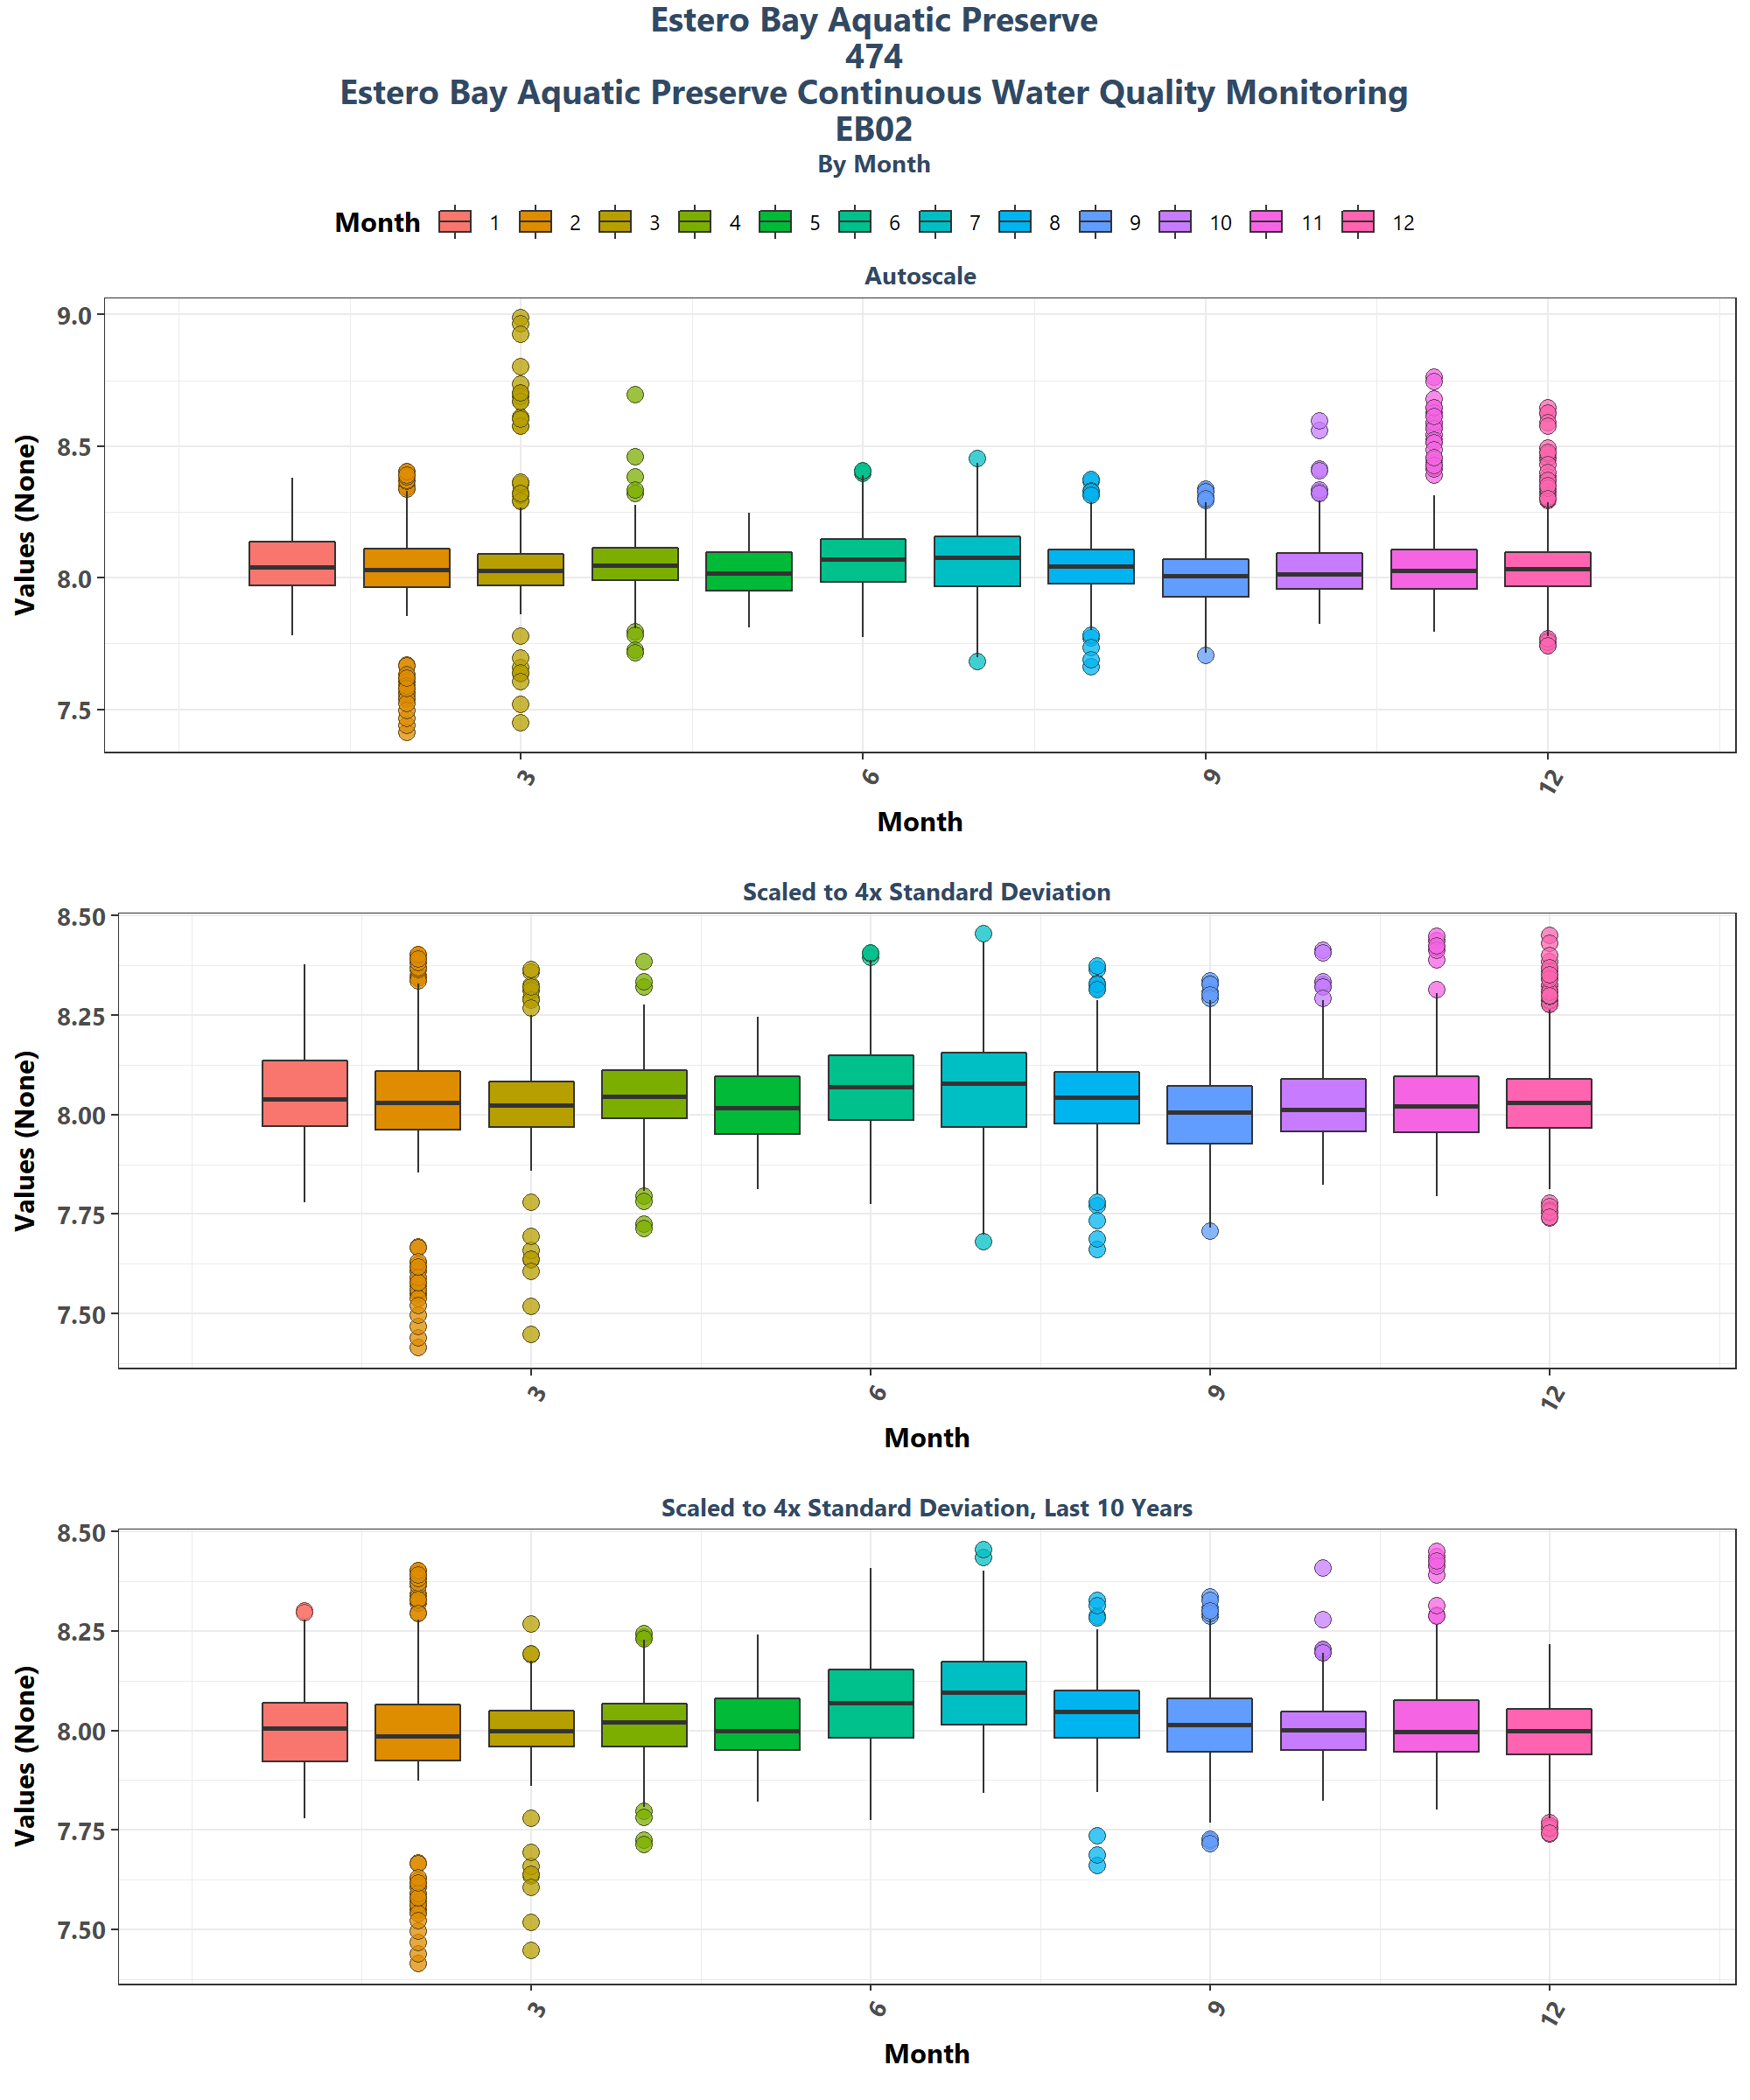 Estero Bay Aquatic Preserve
474
Estero Bay Aquatic Preserve Continuous Water Quality Monitoring
EB02
By Month
Month 1 2 3 4 5 6 7 8 9 10 11 12
Autoscale
Values (None)
9.0
8.5
8.0
7.5
3 6 9 12
Month
Scaled to 4x Standard Deviation
Values (None)
8.50
8.25
8.00
7.75
7.50
3 6 9 12
Month
Scaled to 4x Standard Deviation, Last 10 Years
Values (None)
8.50
8.25
8.00
7.75
7.50
3 6 9 12
Month